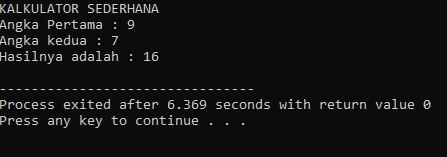 KALKULATOR SEDERHANA
Angka Pertama : 9
Angka kedua : 7
Hasilnya adalah : 16
--------------------------------
Process exited after 6.369 seconds with return value 0
Press any key to continue . . .